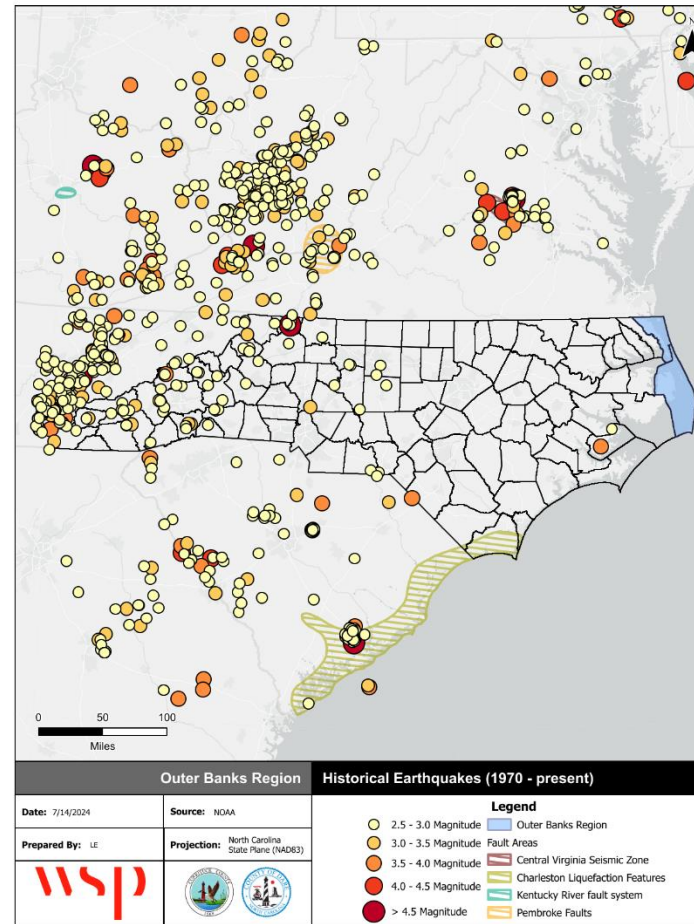 N
0 50 100
Miles
Outer Banks Region
Historical Earthquakes (1970 - present)
Date: 7/14/2024
Source: NOAA
Prepared By: LE
Projection: North Carolina
State Plane (NAD83)
wsp
Legend
2.5 - 3.0 Magnitude
3.0 - 3.5 Magnitude
3.5 - 4.0 Magnitude
4.0 - 4.5 Magnitude
> 4.5 Magnitude
Outer Banks Region
Fault Areas
Central Virginia Seismic Zone
Charleston Liquefaction Features
Kentucky River fault system
Pembroke Faults